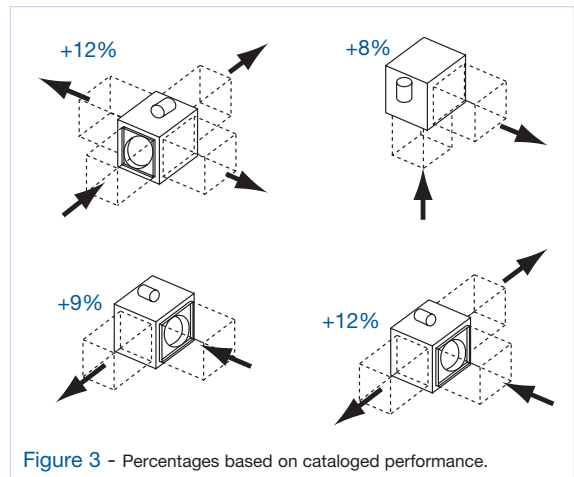 +12%
+8%
+9%
+12%
Figure 3 - Percentages based on cataloged performance.